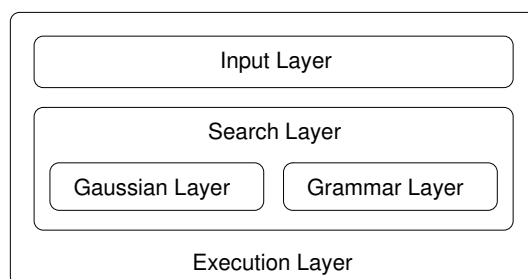 Input Layer
Search Layer
Gaussian Layer Grammar Layer
Execution Layer